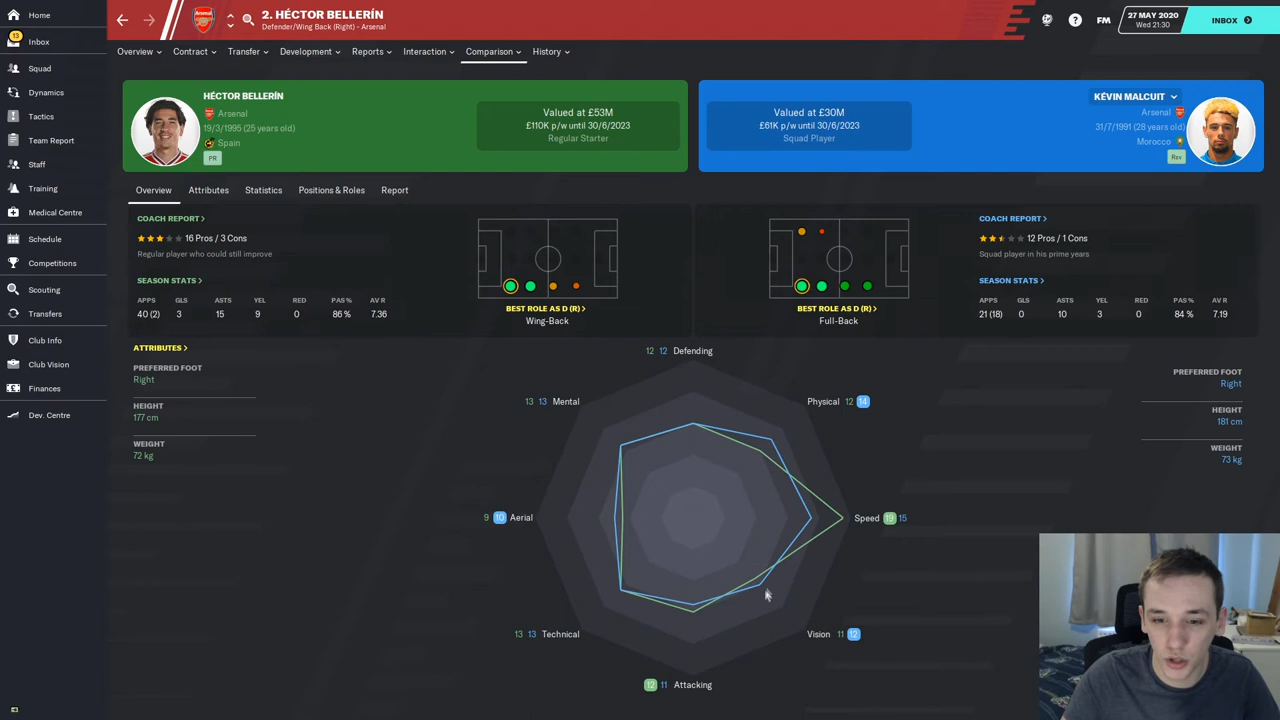 Home
13
Inbox
Squad
Dynamics
Tactics
Team Report
Staff
Training
Medical Centre
Schedule
Competitions
Scouting
Transfers
Club Info
Club Vision
Finances
Dev. Centre
2. HÉCTOR BELLERÍN
Defender/Wing Back (Right) - Arsenal
?
FM
27 MAY 2020
Wed 21:30
INBOX
Overview
Contract
Transfer
Development
Reports
Interaction
Comparison
History
HÉCTOR BELLERÍN
Arsenal
19/3/1995 (25 years old)
Spain
PR
Valued at £53M
£110K p/w until 30/6/2023
Regular Starter
Valued at £30M
£61K p/w until 30/6/2023
Squad Player
KÉVIN MALCUIT
Arsenal
31/7/1991 (28 years old)
Morocco
Rsv
Overview
Attributes
Statistics
Positions & Roles
Report
COACH REPORT
16 Pros / 3 Cons
Regular player who could still improve
SEASON STATS
APPS GLS ASTS YEL RED PAS % AV R
40 (2) 3 15 9 0 86 % 7.36
BEST ROLE AS D (R)
Wing-Back
BEST ROLE AS D (R)
Full-Back
COACH REPORT
12 Pros / 1 Cons
Squad player in his prime years
SEASON STATS
APPS GLS ASTS YEL RED PAS % AV R
21 (18) 0 10 3 0 84 % 7.19
ATTRIBUTES
PREFERRED FOOT
Right
HEIGHT
177 cm
WEIGHT
72 kg
12 12 Defending
13 13 Mental
Physical 12 14
9 10 Aerial
Speed 19 15
13 13 Technical
Vision 11 12
12 11 Attacking
PREFERRED FOOT
Right
HEIGHT
181 cm
WEIGHT
73 kg